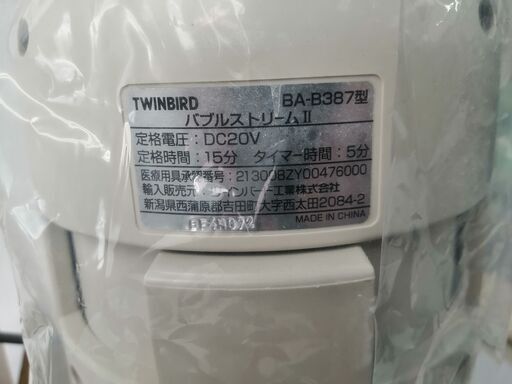 TWINBIRD BA-B387型
バブルストリームⅡ
定格電圧：DC20V
定格時間：15分 タイマー時間：5分
医療用具承認番号：21300BZY00476000
輸入販売元 ツインバード工業株式会社
新潟県西蒲原郡吉田町大字西太田2084-2
MADE IN CHINA